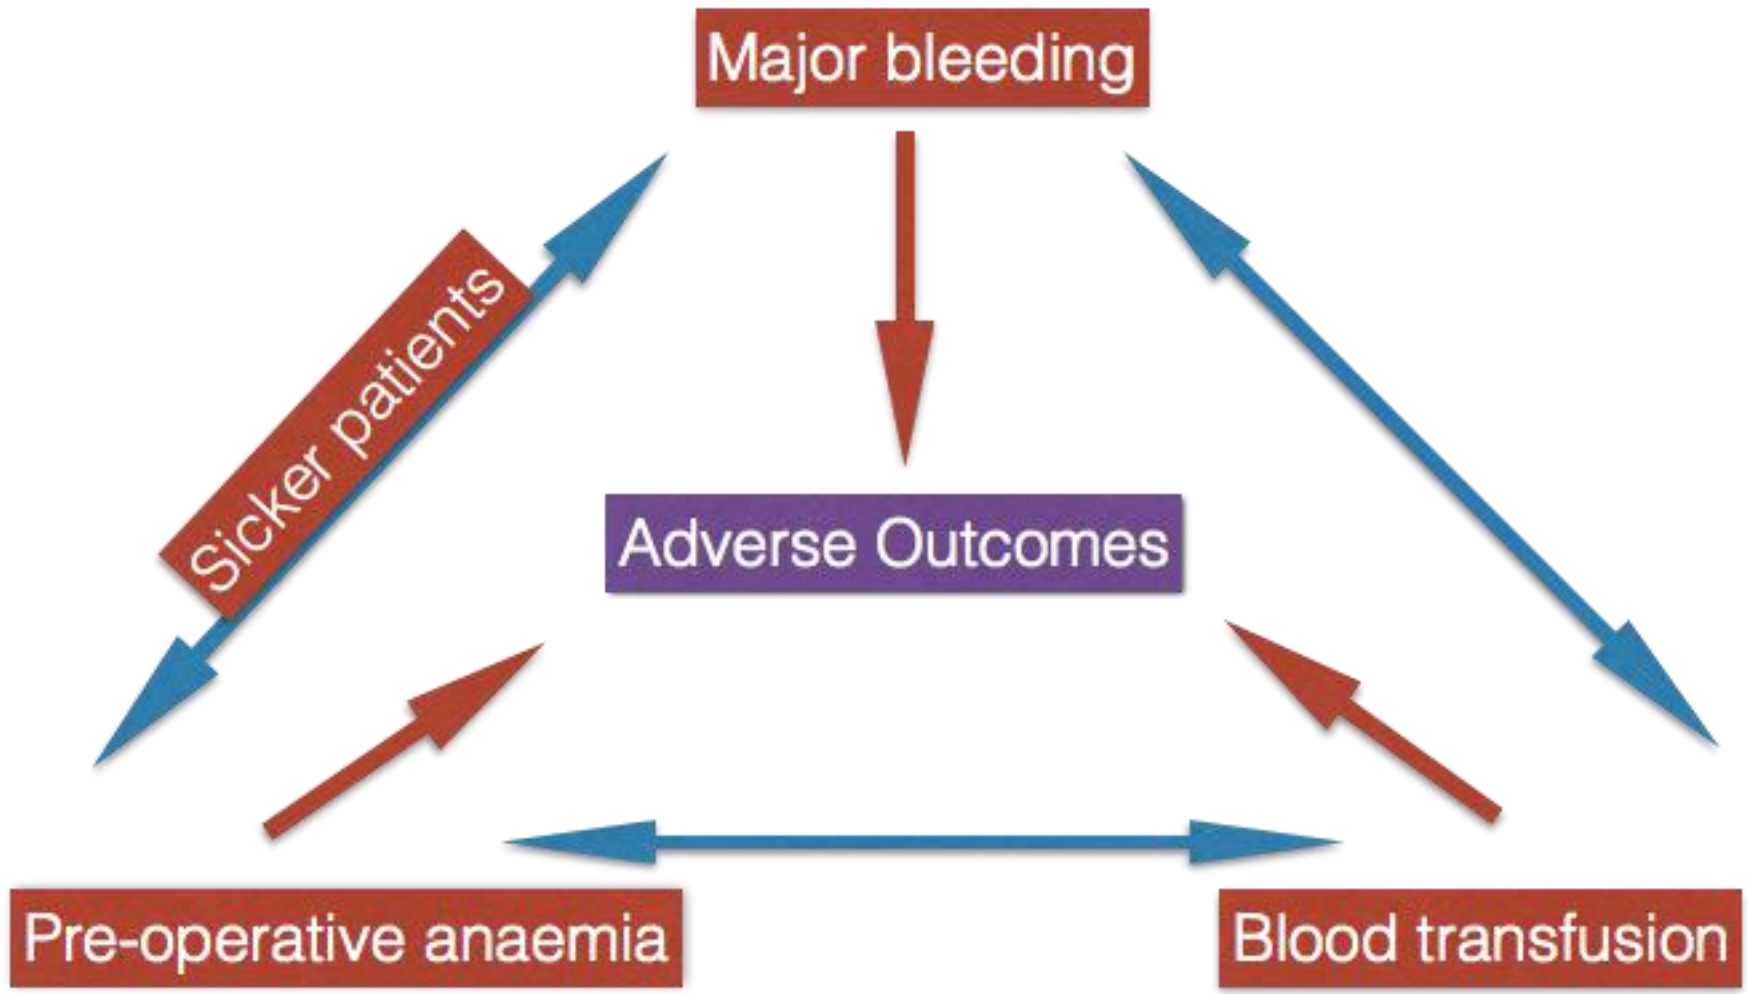 Major bleeding
Sicker patients
Adverse Outcomes
Pre-operative anaemia
Blood transfusion